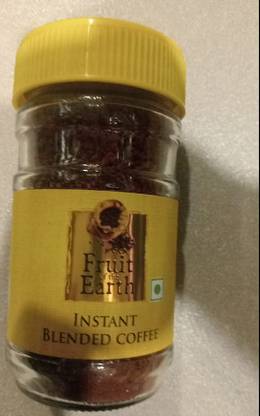 Fruit
of the
Earth
INSTANT
BLENDED COFFEE